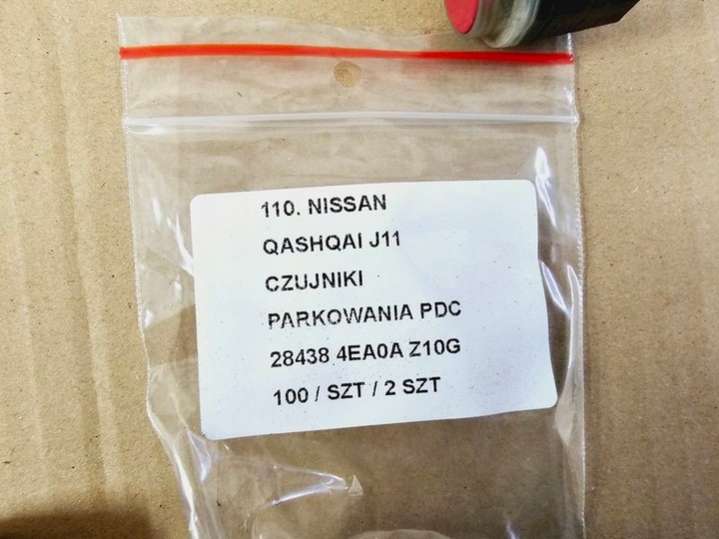 110. NISSAN
QASHQAI J11
CZUJNIKI
PARKOWANIA PDC
28438 4EA0A Z10G
100 / SZT / 2 SZT